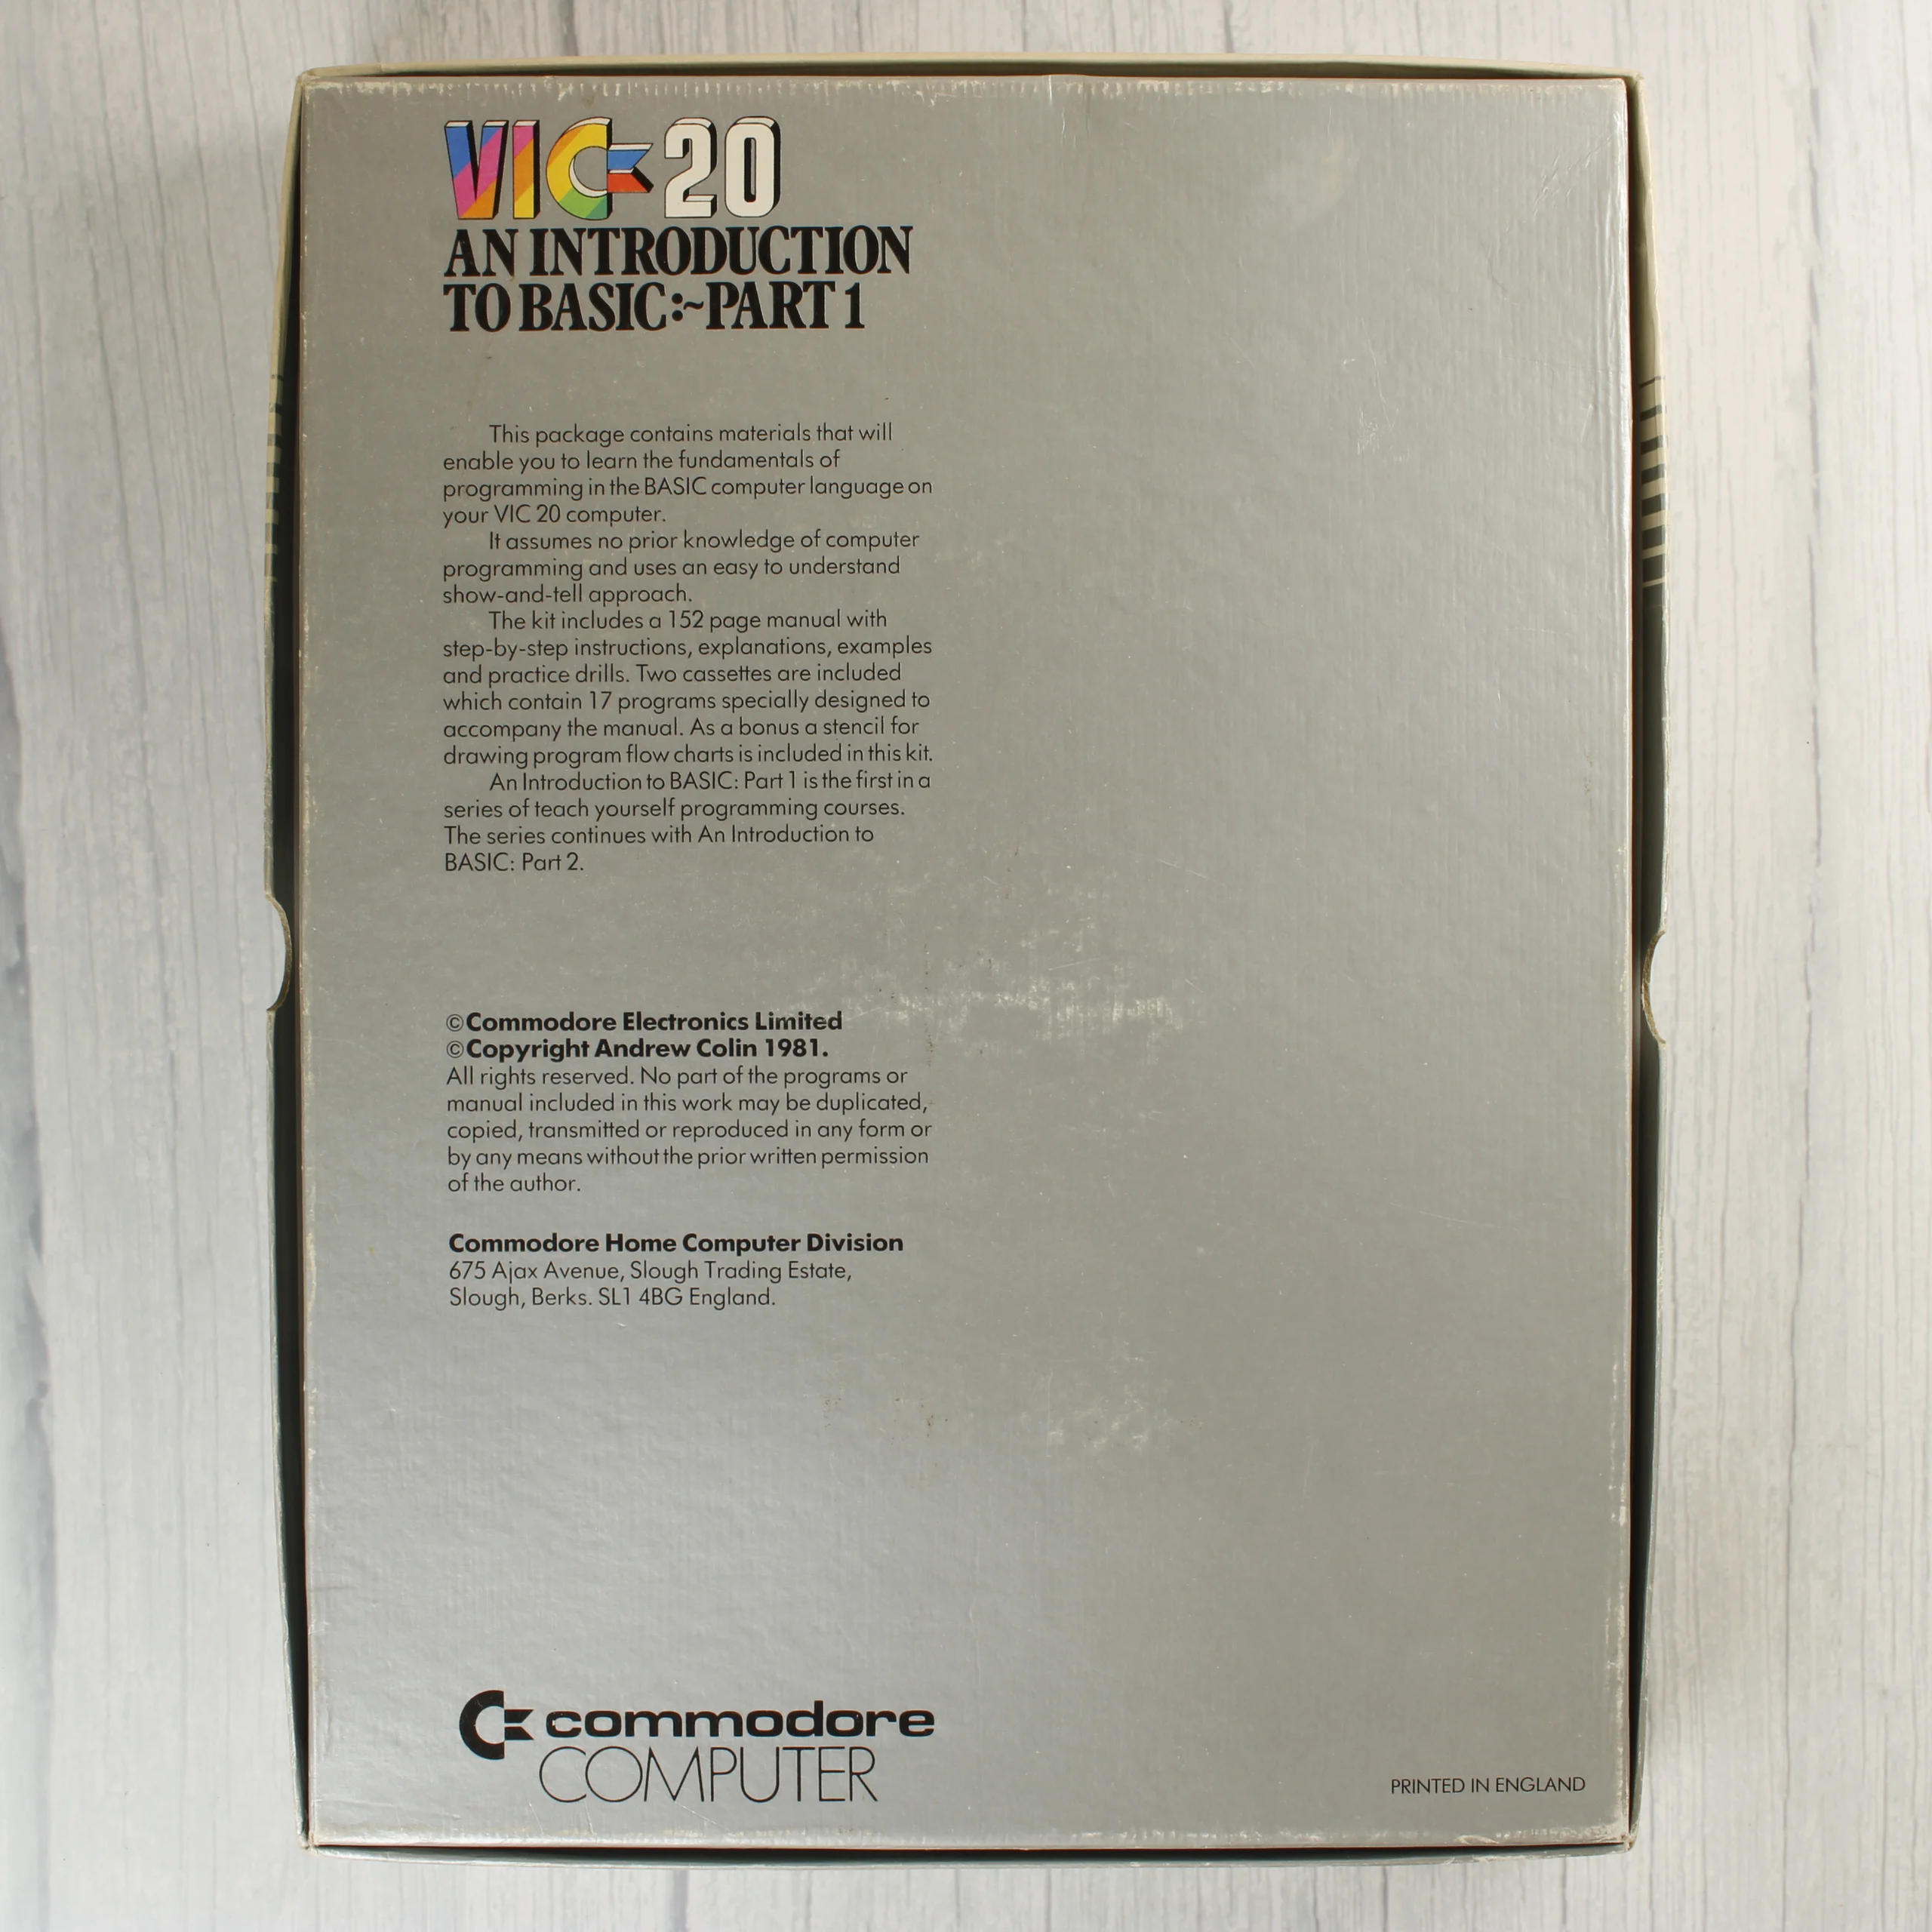 VIC 20
AN INTRODUCTION
TO BASIC:~PART 1
This package contains materials that will
enable you to learn the fundamentals of
programming in the BASIC computer language on
your VIC 20 computer.
It assumes no prior knowledge of computer
programming and uses an easy to understand
show-and-tell approach.
The kit includes a 152 page manual with
step-by-step instructions, explanations, examples
and practice drills. Two cassettes are included
which contain 17 programs specially designed to
accompany the manual. As a bonus a stencil for
drawing program flow charts is included in this kit.
An Introduction to BASIC: Part 1 is the first in a
series of teach yourself programming courses.
The series continues with An Introduction to
BASIC: Part 2.
©Commodore Electronics Limited
©Copyright Andrew Colin 1981.
All rights reserved. No part of the programs or
manual included in this work may be duplicated,
copied, transmitted or reproduced in any form or
by any means without the prior written permission
of the author.
Commodore Home Computer Division
675 Ajax Avenue, Slough Trading Estate,
Slough, Berks. SL1 4BG England.
commodore
COMPUTER
PRINTED IN ENGLAND